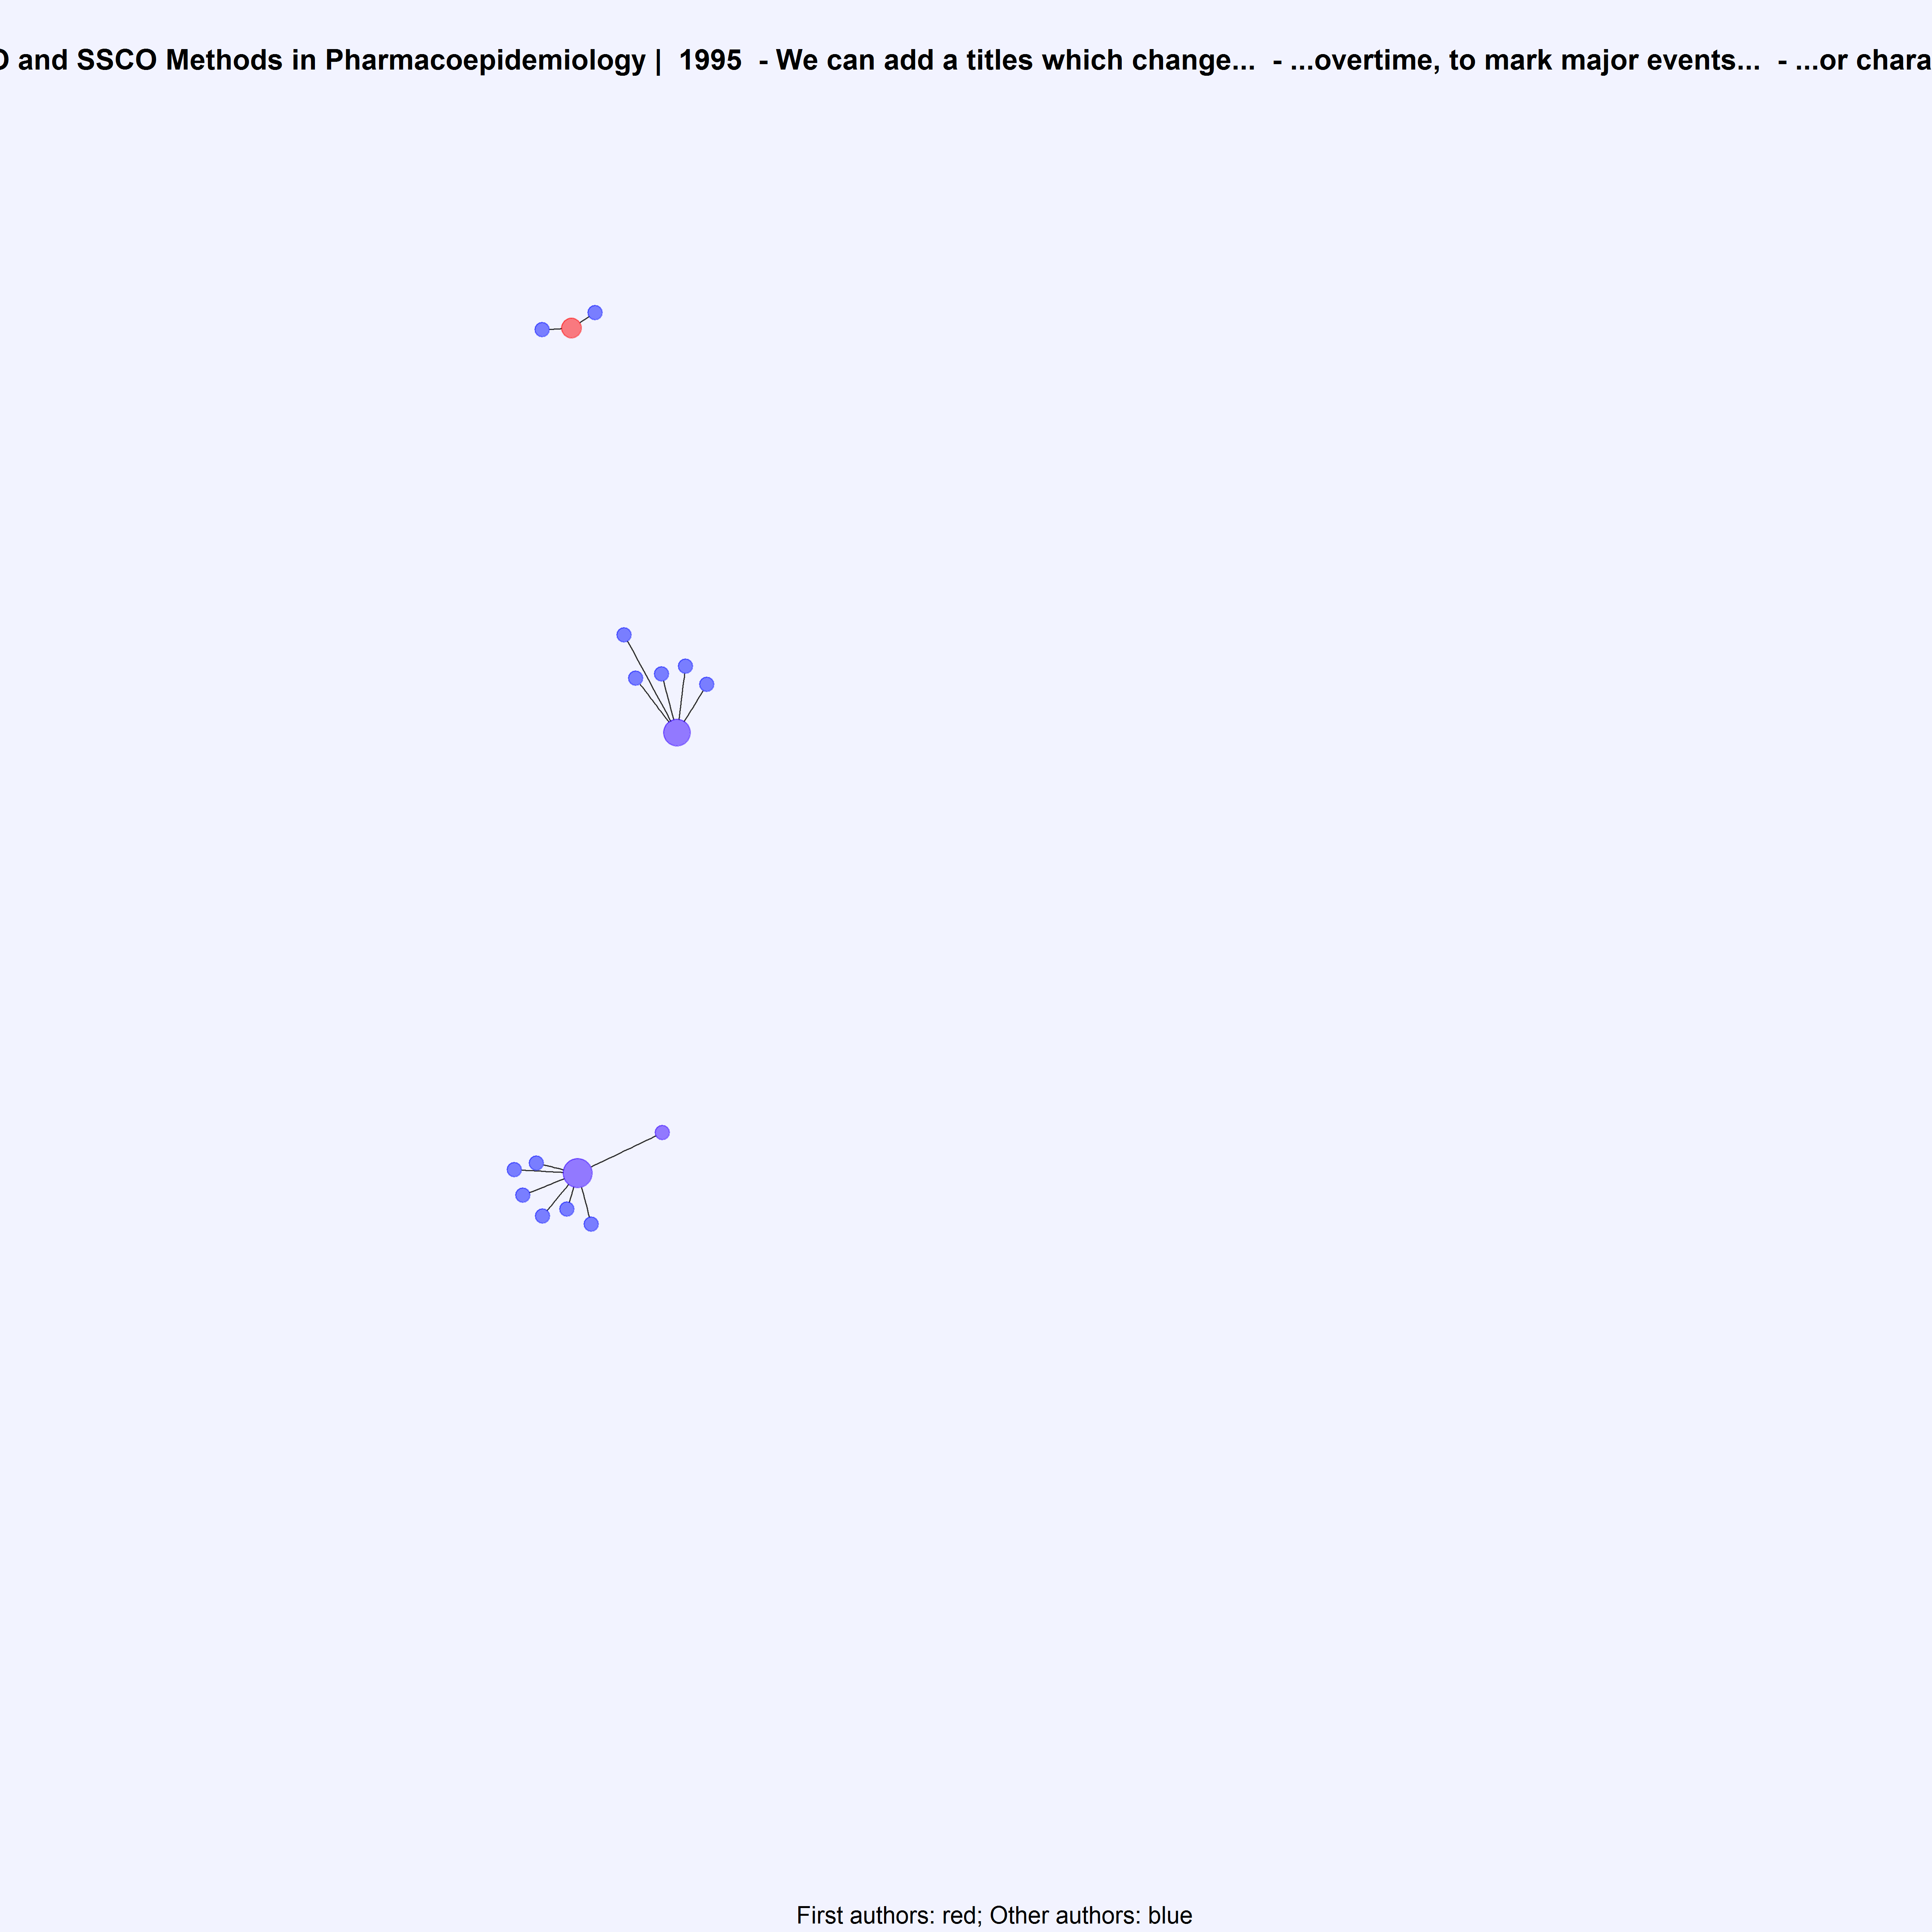 and SSCO Methods in Pharmacoepidemiology | 1995 - We can add a titles which change... - ...overtime, to mark major events... - ...or chara
First authors: red; Other authors: blue